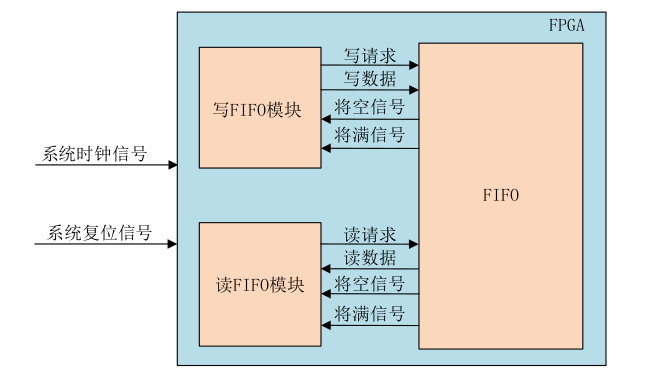 FPGA
写FIFO模块
写请求
写数据
将空信号
将满信号
系统时钟信号
FIFO
系统复位信号
读FIFO模块
读请求
读数据
将空信号
将满信号